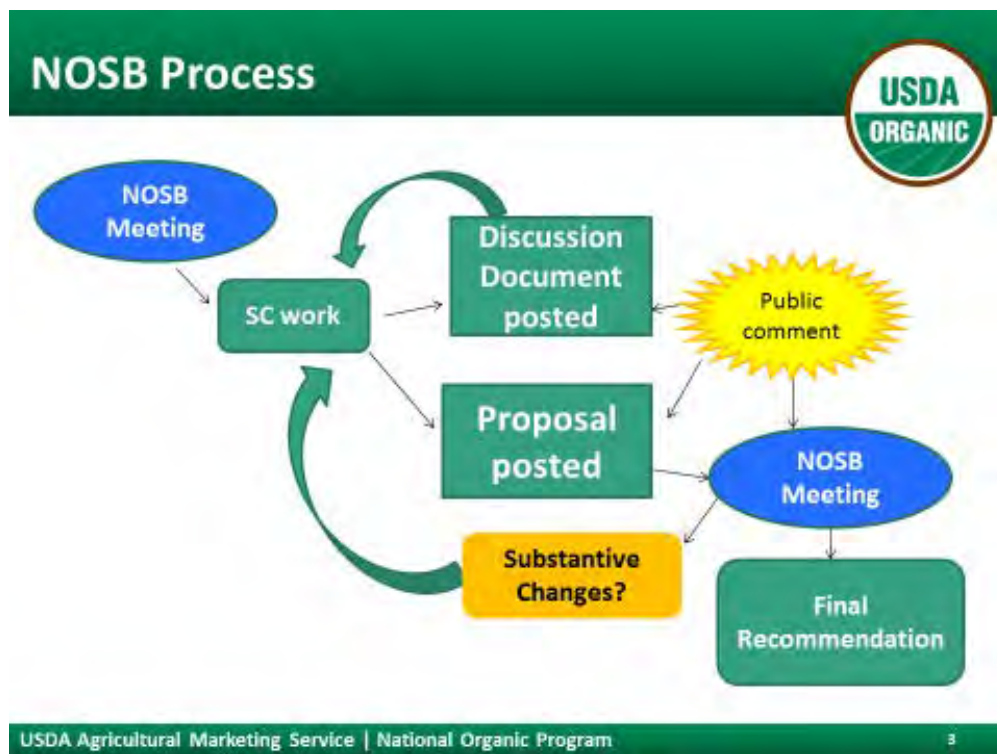 NOSB Process
USDA
ORGANIC
NOSB
Meeting
SC work
Discussion
Document
posted
Public
comment
Proposal
posted
NOSB
Meeting
Substantive
Changes?
Final
Recommendation
USDA Agricultural Marketing Service | National Organic Program
3